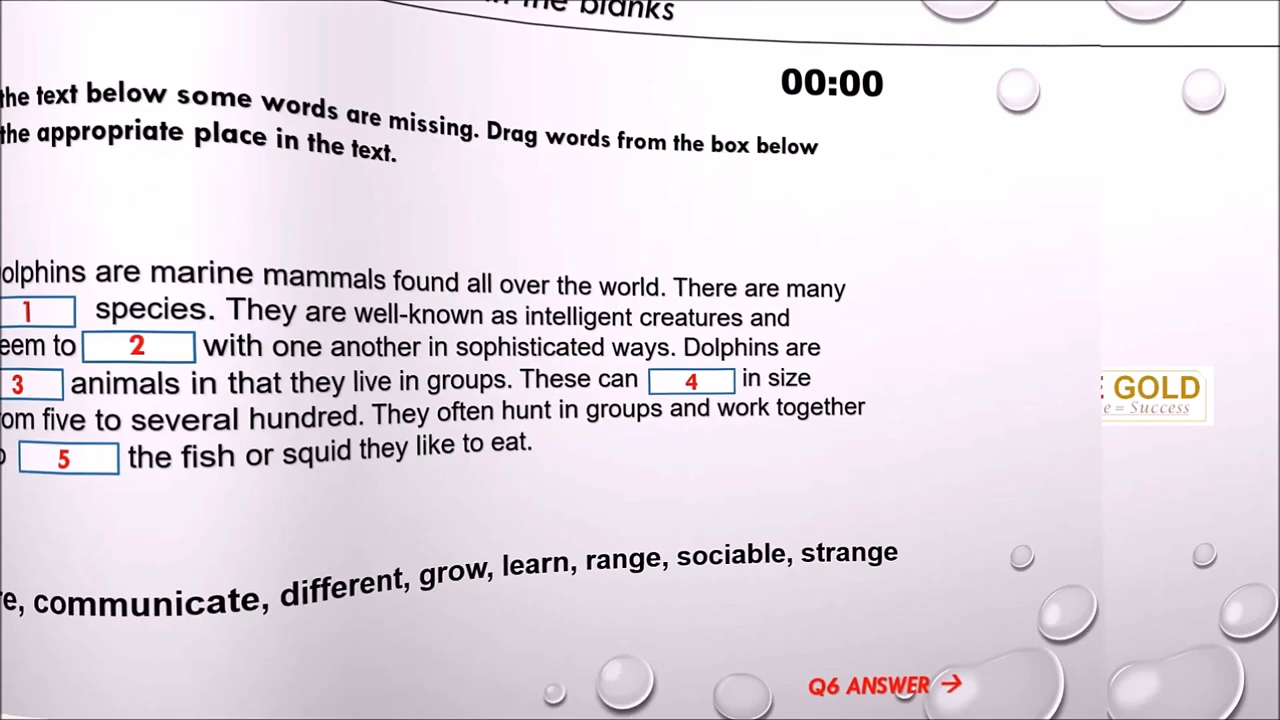 the blanks
00:00
the text below some words are missing. Drag words from the box below
the appropriate place in the text.
olphins are marine mammals found all over the world. There are many
1 species. They are well-known as intelligent creatures and
eem to 2 with one another in sophisticated ways. Dolphins are
3 animals in that they live in groups. These can 4 in size
om five to several hundred. They often hunt in groups and work together
5 the fish or squid they like to eat.
GOLD
e = Success
e, communicate, different, grow, learn, range, sociable, strange
Q6 ANSWER →